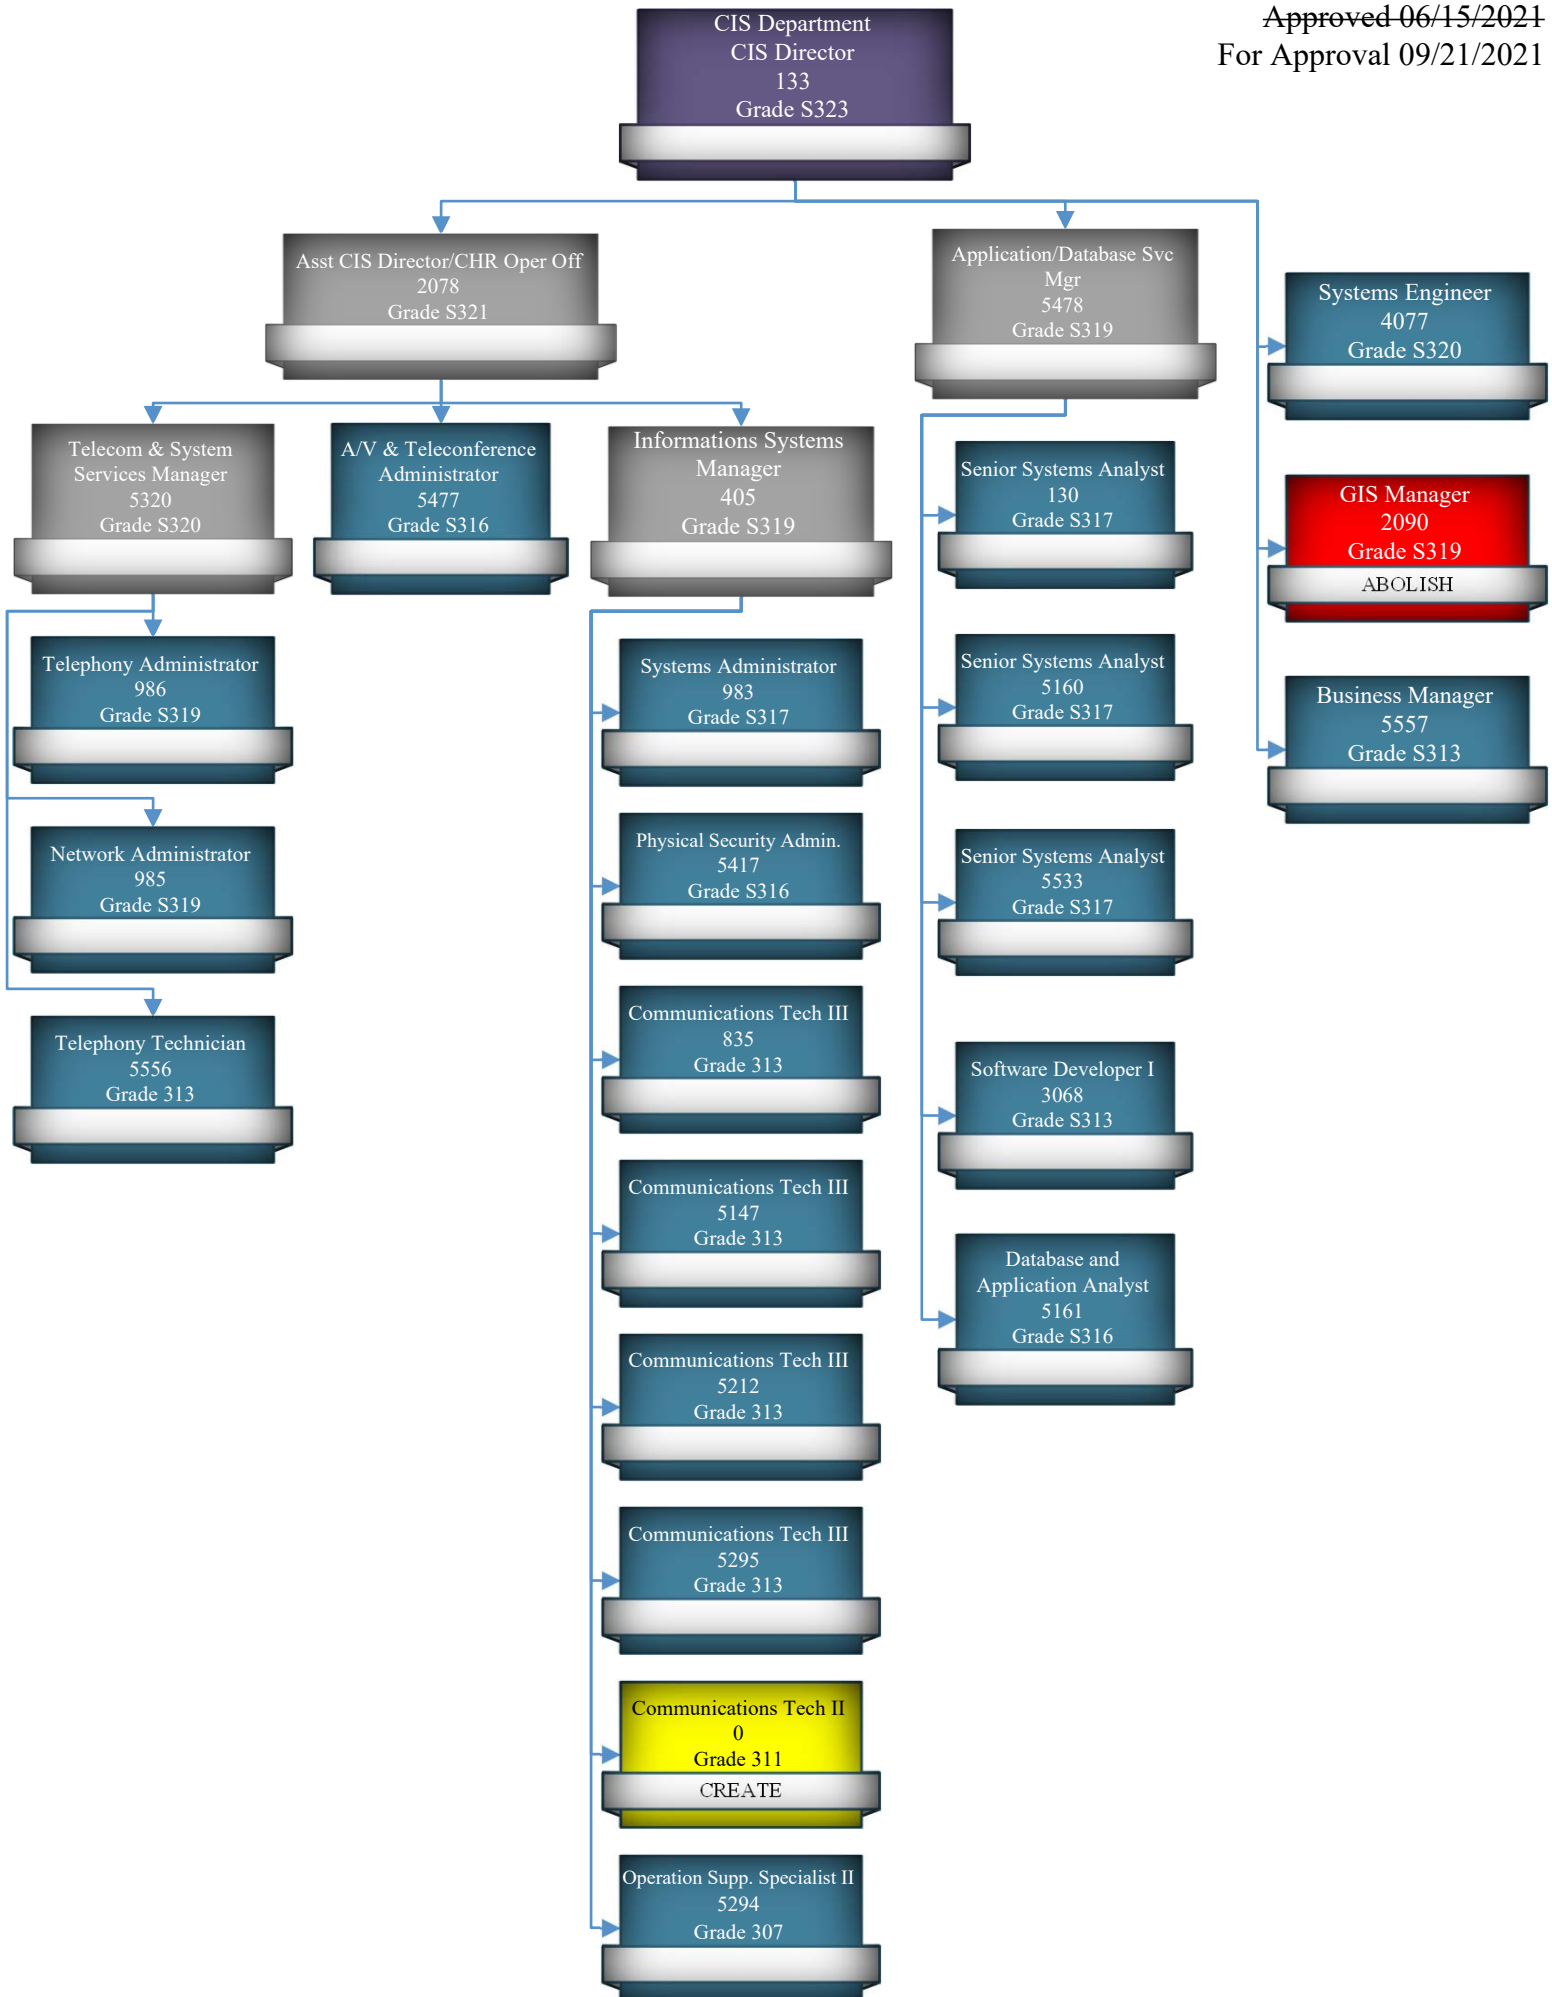 Approved 06/15/2021
For Approval 09/21/2021
CIS Department
CIS Director
133
Grade S323
Asst CIS Director/CHR Oper Off
2078
Grade S321
Application/Database Svc
Mgr
5478
Grade S319
Systems Engineer
4077
Grade S320
GIS Manager
2090
Grade S319
ABOLISH
Business Manager
5557
Grade S313
Telecom & System
Services Manager
5320
Grade S320
A/V & Teleconference
Administrator
5477
Grade S316
Informations Systems
Manager
405
Grade S319
Telephony Administrator
986
Grade S319
Network Administrator
985
Grade S319
Telephony Technician
5556
Grade 313
Systems Administrator
983
Grade S317
Physical Security Admin.
5417
Grade S316
Communications Tech III
835
Grade 313
Communications Tech III
5147
Grade 313
Communications Tech III
5212
Grade 313
Communications Tech III
5295
Grade 313
Communications Tech II
0
Grade 311
CREATE
Operation Supp. Specialist II
5294
Grade 307
Senior Systems Analyst
130
Grade S317
Senior Systems Analyst
5160
Grade S317
Senior Systems Analyst
5533
Grade S317
Software Developer I
3068
Grade S313
Database and
Application Analyst
5161
Grade S316